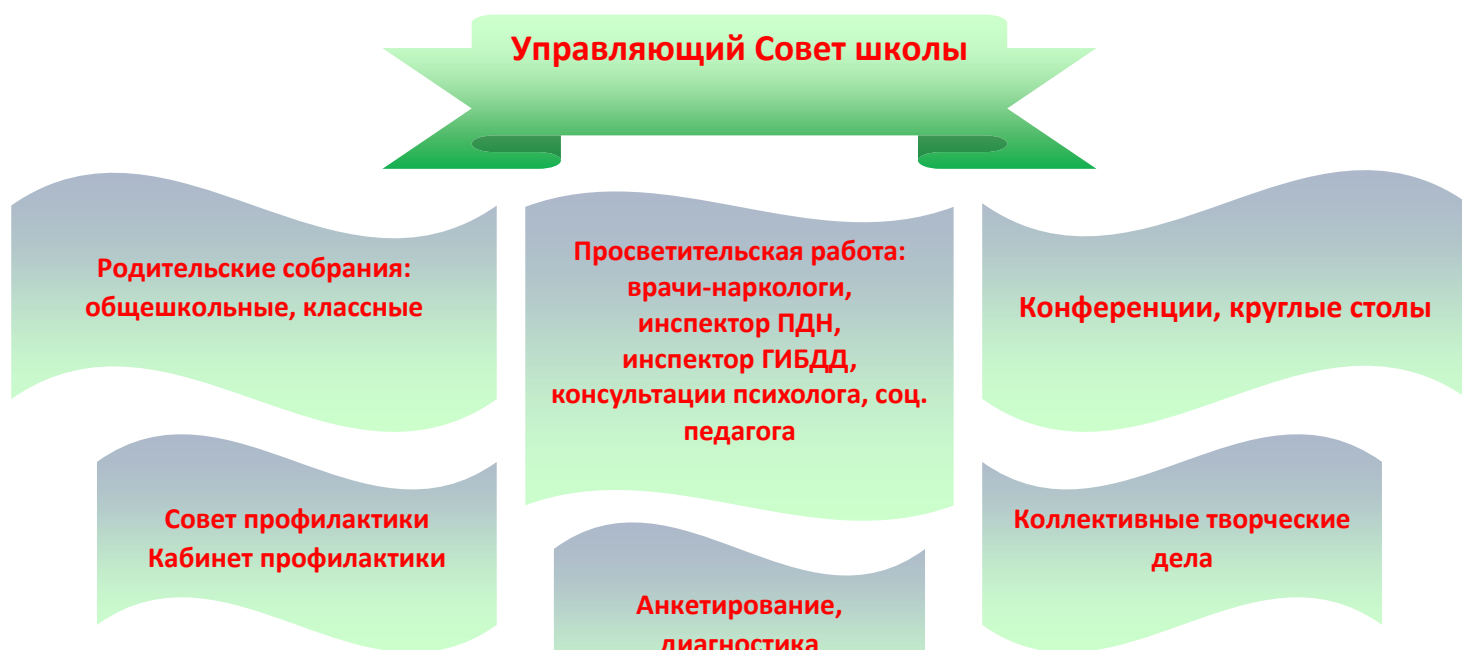 Управляющий Совет школы
Родительские собрания:
общешкольные, классные
Просветительская работа:
врачи-наркологи,
инспектор ПДН,
инспектор ГИБДД,
консультации психолога, соц.
педагога
Конференции, круглые столы
Совет профилактики
Кабинет профилактики
Коллективные творческие
дела
Анкетирование,
диагностика